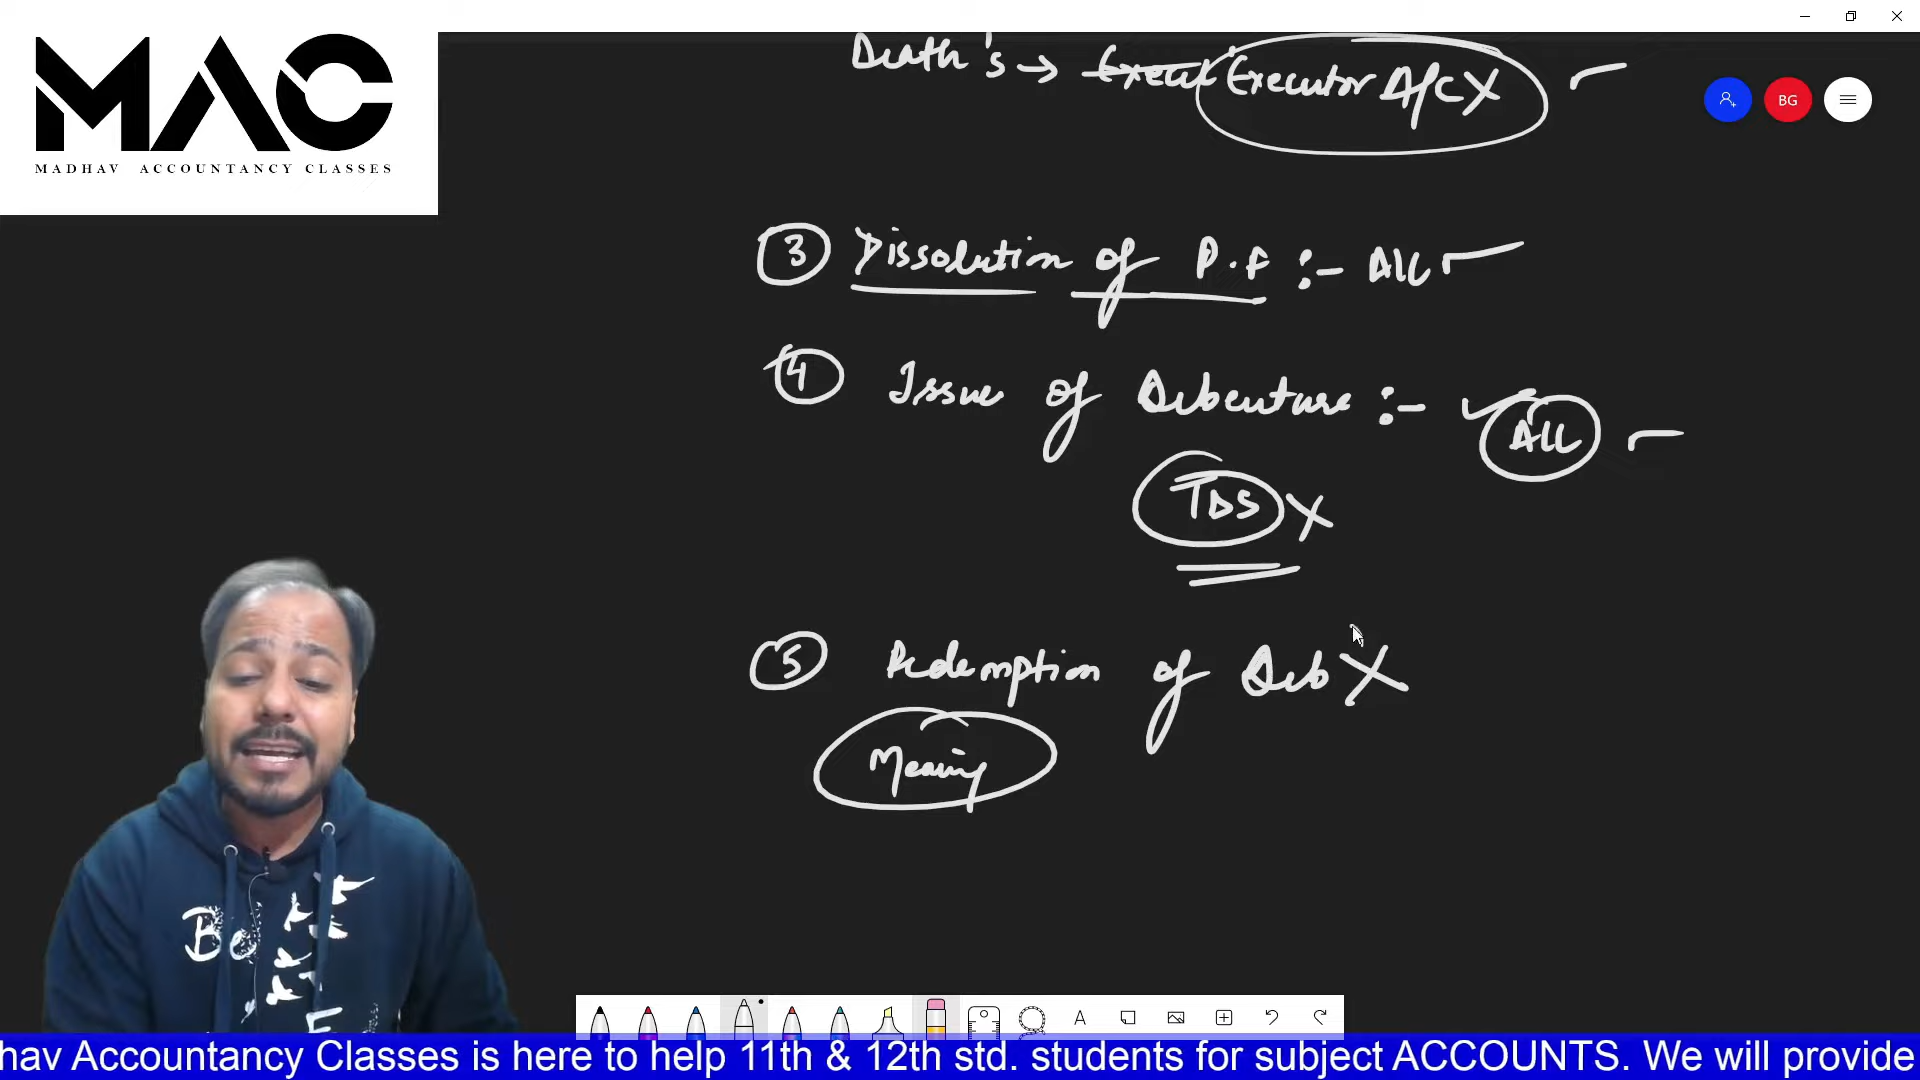 MAC
MADHAV ACCOUNTANCY CLASSES
Death's → Executor A/c X
BG
③ Dissolution of P.F :- All
④ Issue of Debenture :- All
TDS X
⑤ Redemption of Deb X
Meaning
Be
A
hav Accountancy Classes is here to help 11th & 12th std. students for subject ACCOUNTS. We will provide